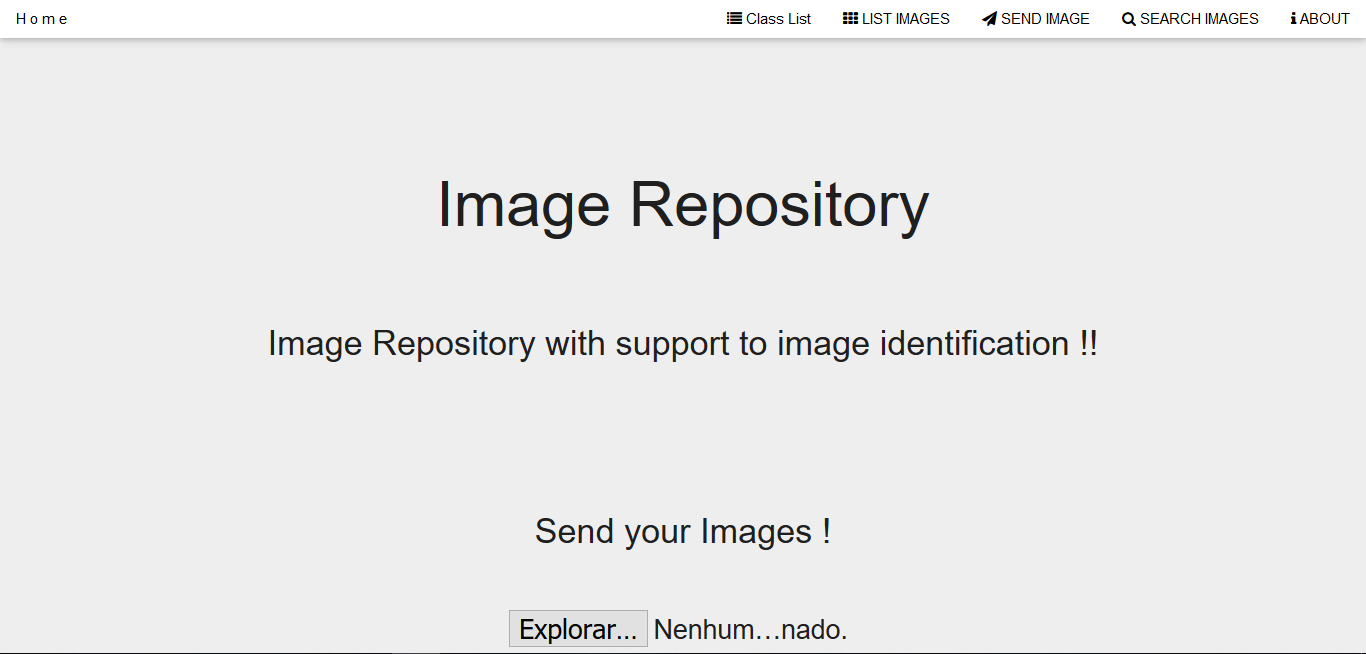 Home Class List LIST IMAGES SEND IMAGE SEARCH IMAGES ABOUT
Image Repository
Image Repository with support to image identification !!
Send your Images !
Explorar... Nenhum...nado.